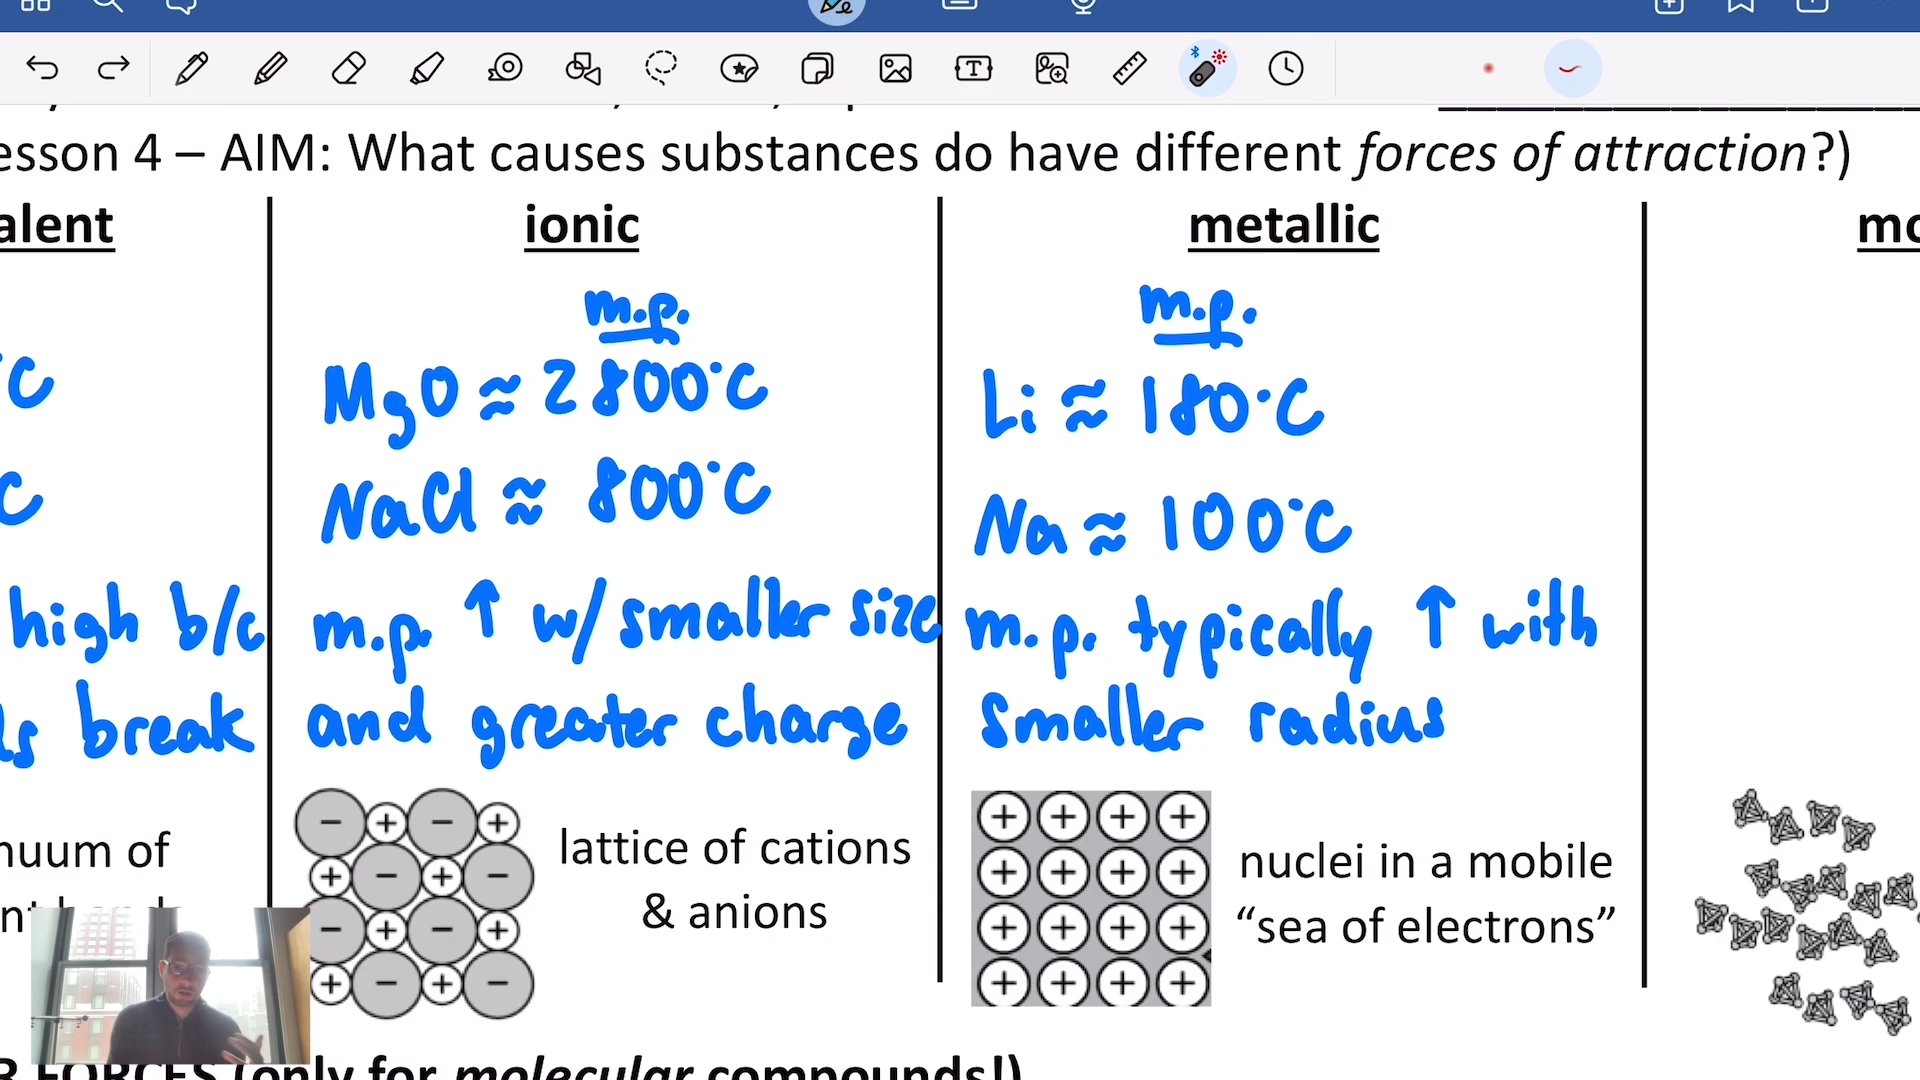 esson 4 – AIM: What causes substances do have different forces of attraction?)
alent
ionic
metallic
m.p.
m.p.
°C
MgO ≈ 2800°C
Li ≈ 180°C
C
NaCl ≈ 800°C
Na ≈ 100°C
high b/c
m.p. ↑ w/ smaller size
m.p. typically ↑ with
ds break
and greater charge
smaller radius
nuum of
lattice of cations
& anions
nuclei in a mobile
“sea of electrons”
R FORCES (only for molecular compounds!)